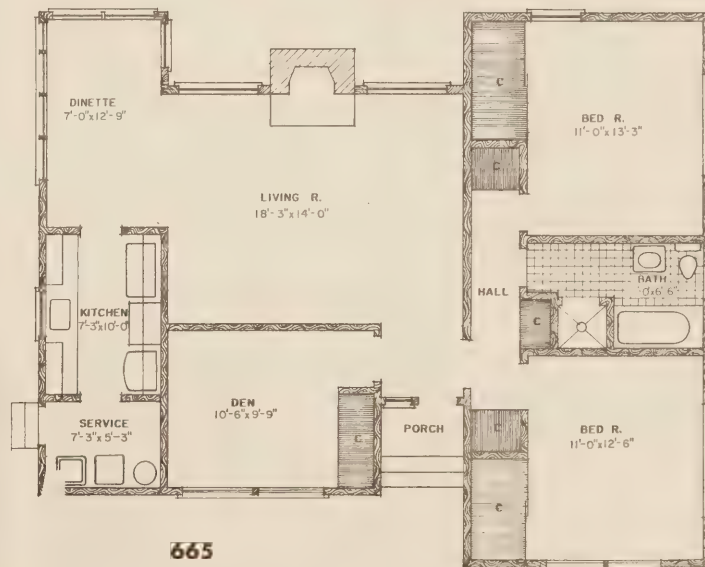 DINETTE
7'-0"x12'-9"
LIVING R.
18'-3"x14'-0"
C
BED R.
11'-0"x13'-3"
C
KITCHEN
7'-3"x10'-0"
HALL
BATH
C
DEN
10'-6"x9'-9"
C
PORCH
SERVICE
7'-3"x5'-3"
C
BED R.
11'-0"x12'-6"
C
665